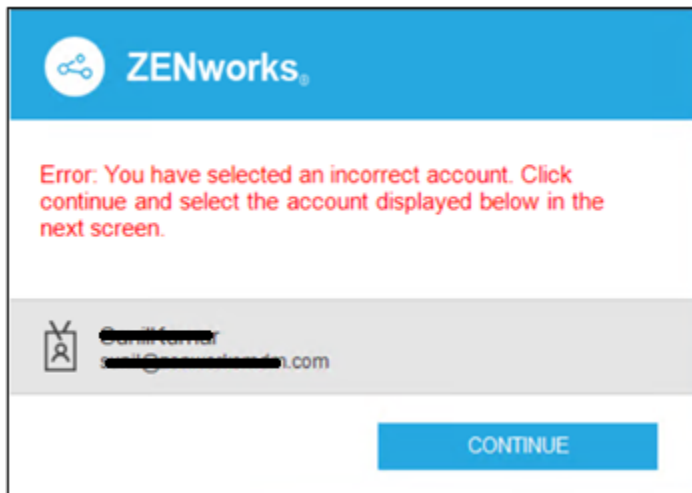 ZENworks®
Error: You have selected an incorrect account. Click
continue and select the account displayed below in the
next screen.
.com
CONTINUE